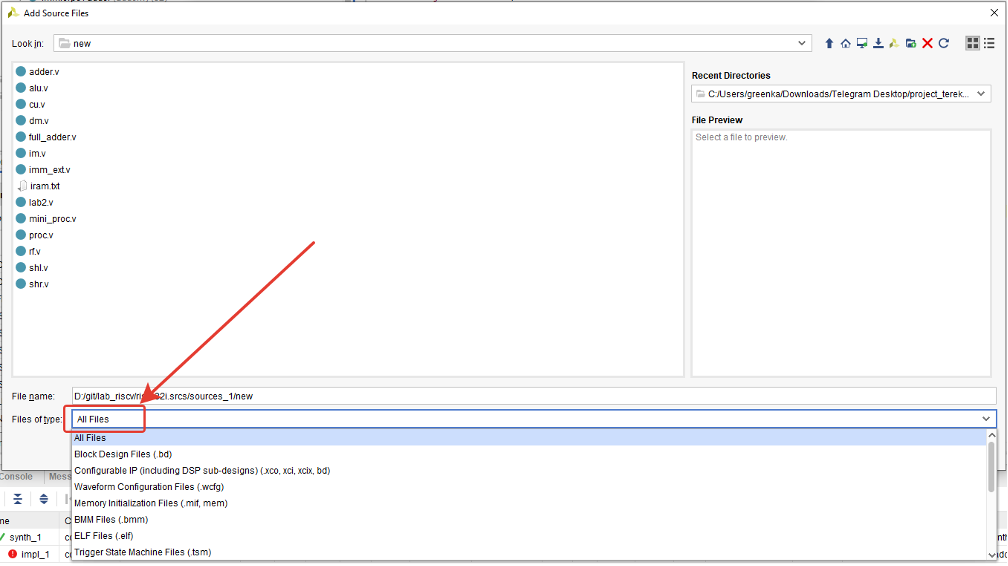 Add Source Files
Look in: new
Recent Directories
C:/Users/greenka/Downloads/Telegram Desktop/project_terek...
File Preview
Select a file to preview.
adder.v
alu.v
cu.v
dm.v
full_adder.v
im.v
imm_ext.v
iram.txt
lab2.v
mini_proc.v
proc.v
rf.v
shl.v
shr.v
File name: D:/git/lab_riscv/ri 2i.srcs/sources_1/new
Files of type: All Files
All Files
Block Design Files (.bd)
Configurable IP (including DSP sub-designs) (.xco, xci, xcix, bd)
Waveform Configuration Files (.wcfg)
Memory Initialization Files (.mif, mem)
BMM Files (.bmm)
ELF Files (.elf)
Trigger State Machine Files (.tsm)
Console
Mess
synth_1
impl_1